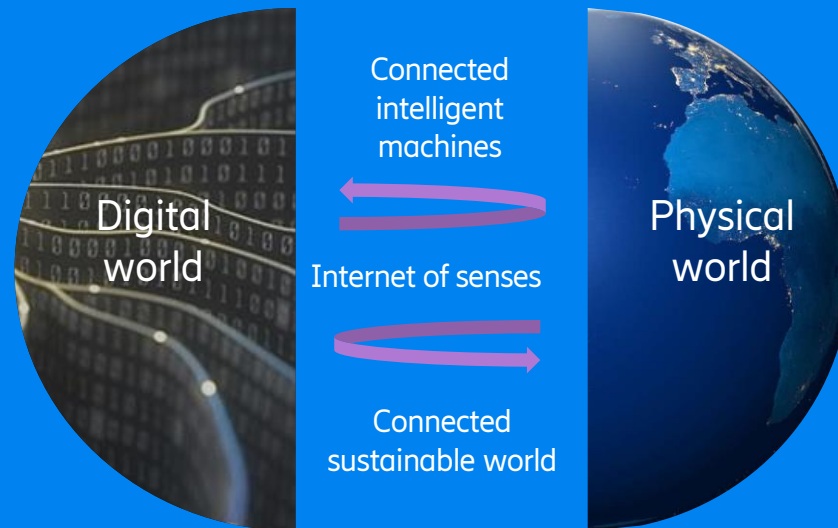 Digital
world
Connected
intelligent
machines
Internet of senses
Connected
sustainable world
Physical
world